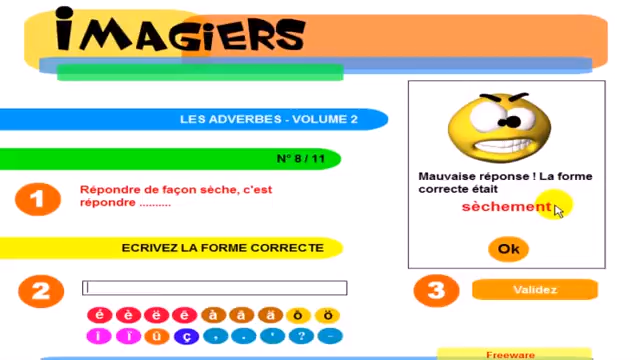 iMAGiERS
LES ADVERBES - VOLUME 2
N° 8 / 11
1
Répondre de façon sèche, c'est
répondre ..........
ECRIVEZ LA FORME CORRECTE
2
é è ë ê à â ä ô ö
î ï û ç , . ' ? -
Mauvaise réponse ! La forme
correcte était
sèchement
Ok
3
Validez
Freeware